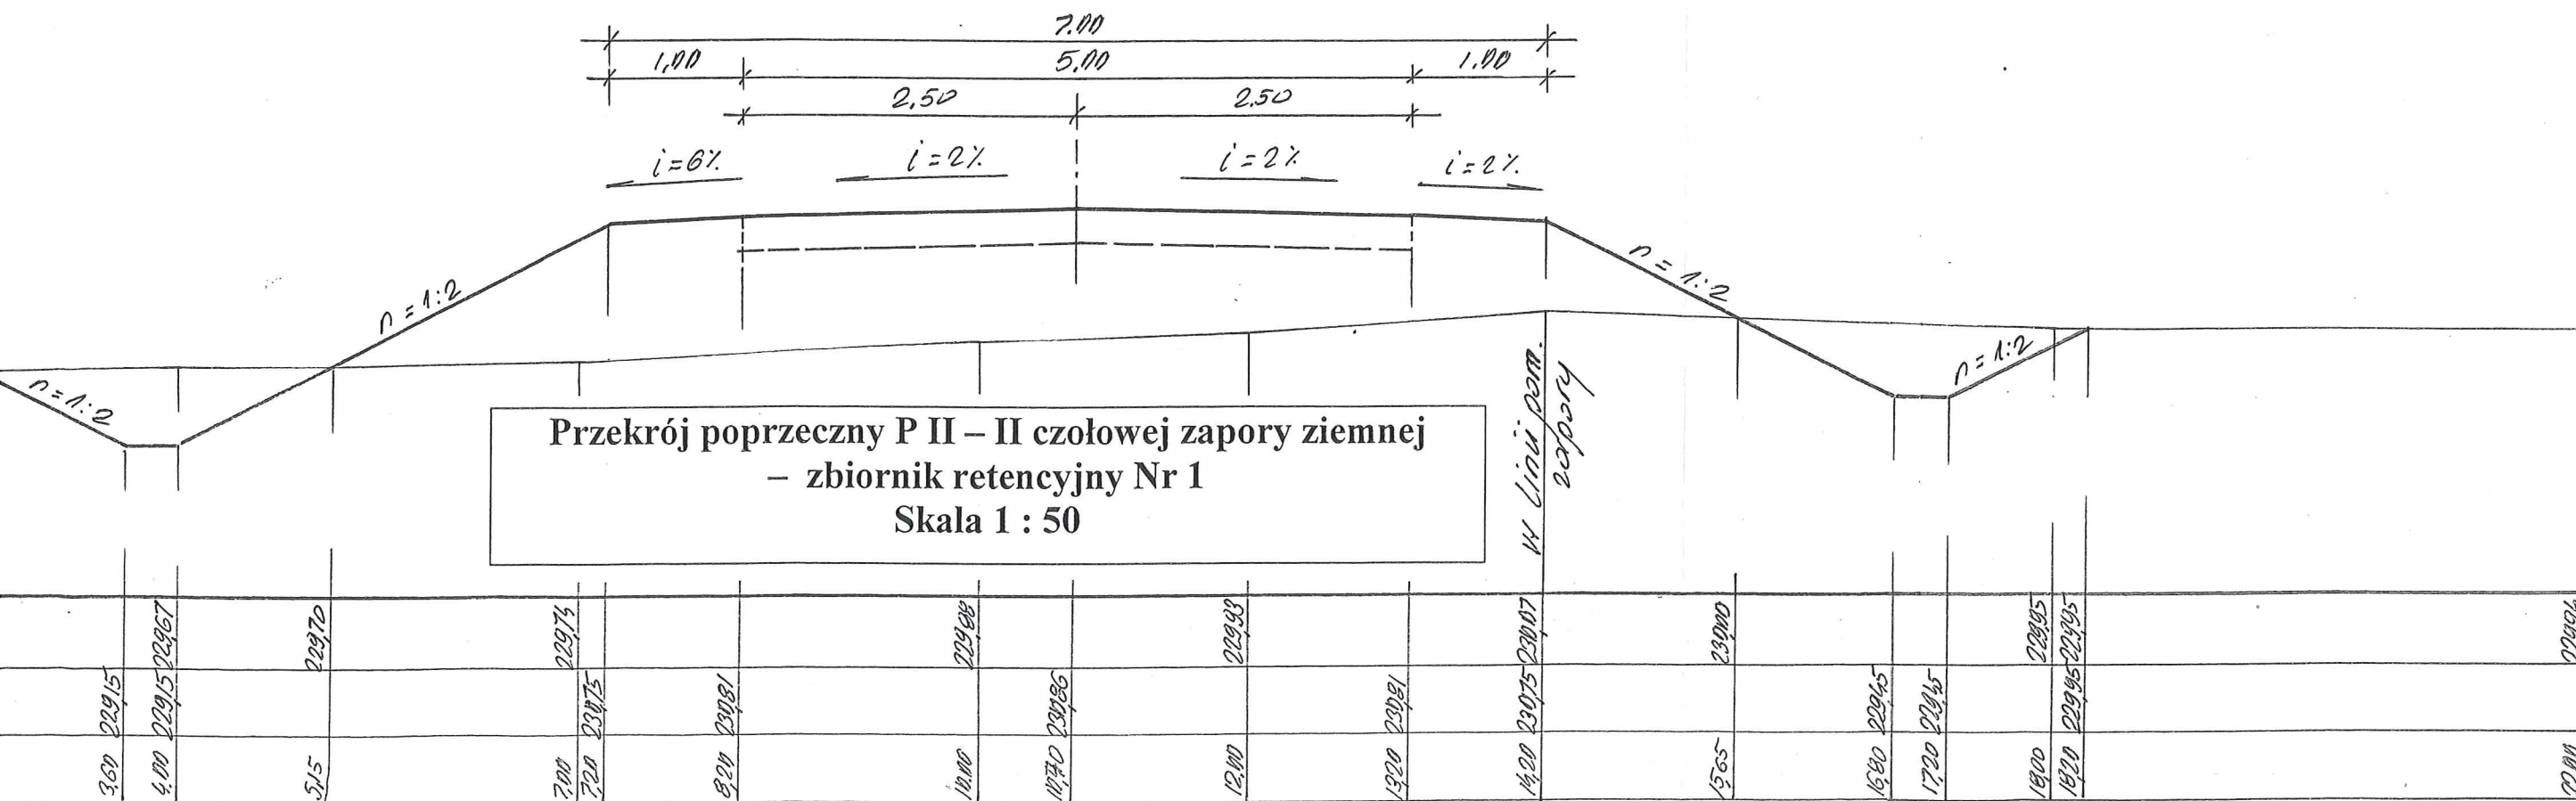 7.00
1,00 5,00 1.00
2,50 2.50
i=6% i=2% i=2% i=2%
n=1:2
n=1:2
n=1:2
n=1:2
Przekrój poprzeczny P II – II czołowej zapory ziemnej
– zbiornik retencyjny Nr 1
Skala 1 : 50
W linii pom.
zapory
229,67 229,70 229,75 229,88 229,93 230,07 230,00 229,95 229,95
229,15 229,15 230,75 230,81 230,86 230,81 230,75 229,45 229,45 229,95
3,60 4,00 5,15 7,00 7,20 8,20 10.00 10,70 12,00 13,20 14,20 15,65 16,80 17,20 18,00 18,20